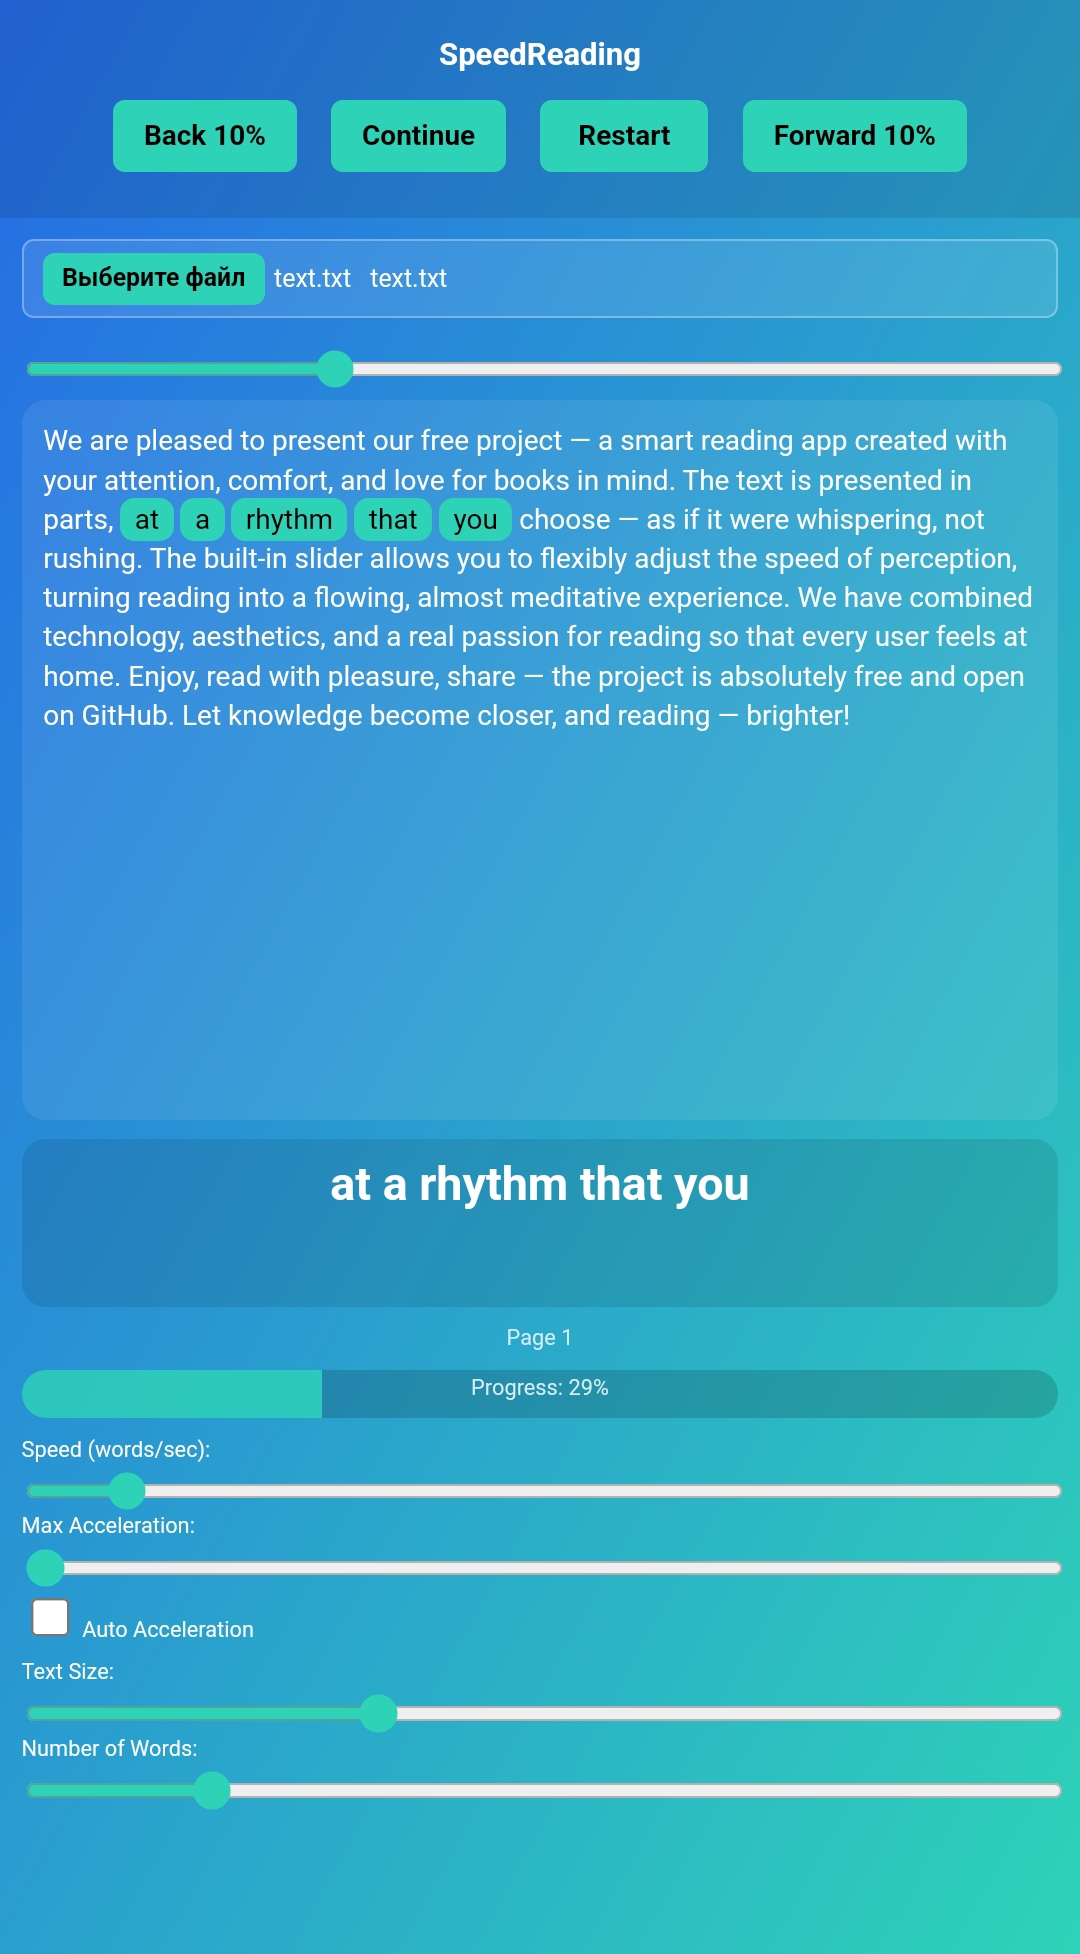 SpeedReading
Back 10% Continue Restart Forward 10%
Выберите файл text.txt text.txt
We are pleased to present our free project — a smart reading app created with
your attention, comfort, and love for books in mind. The text is presented in
parts, at a rhythm that you choose — as if it were whispering, not
rushing. The built-in slider allows you to flexibly adjust the speed of perception,
turning reading into a flowing, almost meditative experience. We have combined
technology, aesthetics, and a real passion for reading so that every user feels at
home. Enjoy, read with pleasure, share — the project is absolutely free and open
on GitHub. Let knowledge become closer, and reading — brighter!
at a rhythm that you
Page 1
Progress: 29%
Speed (words/sec):
Max Acceleration:
Auto Acceleration
Text Size:
Number of Words: